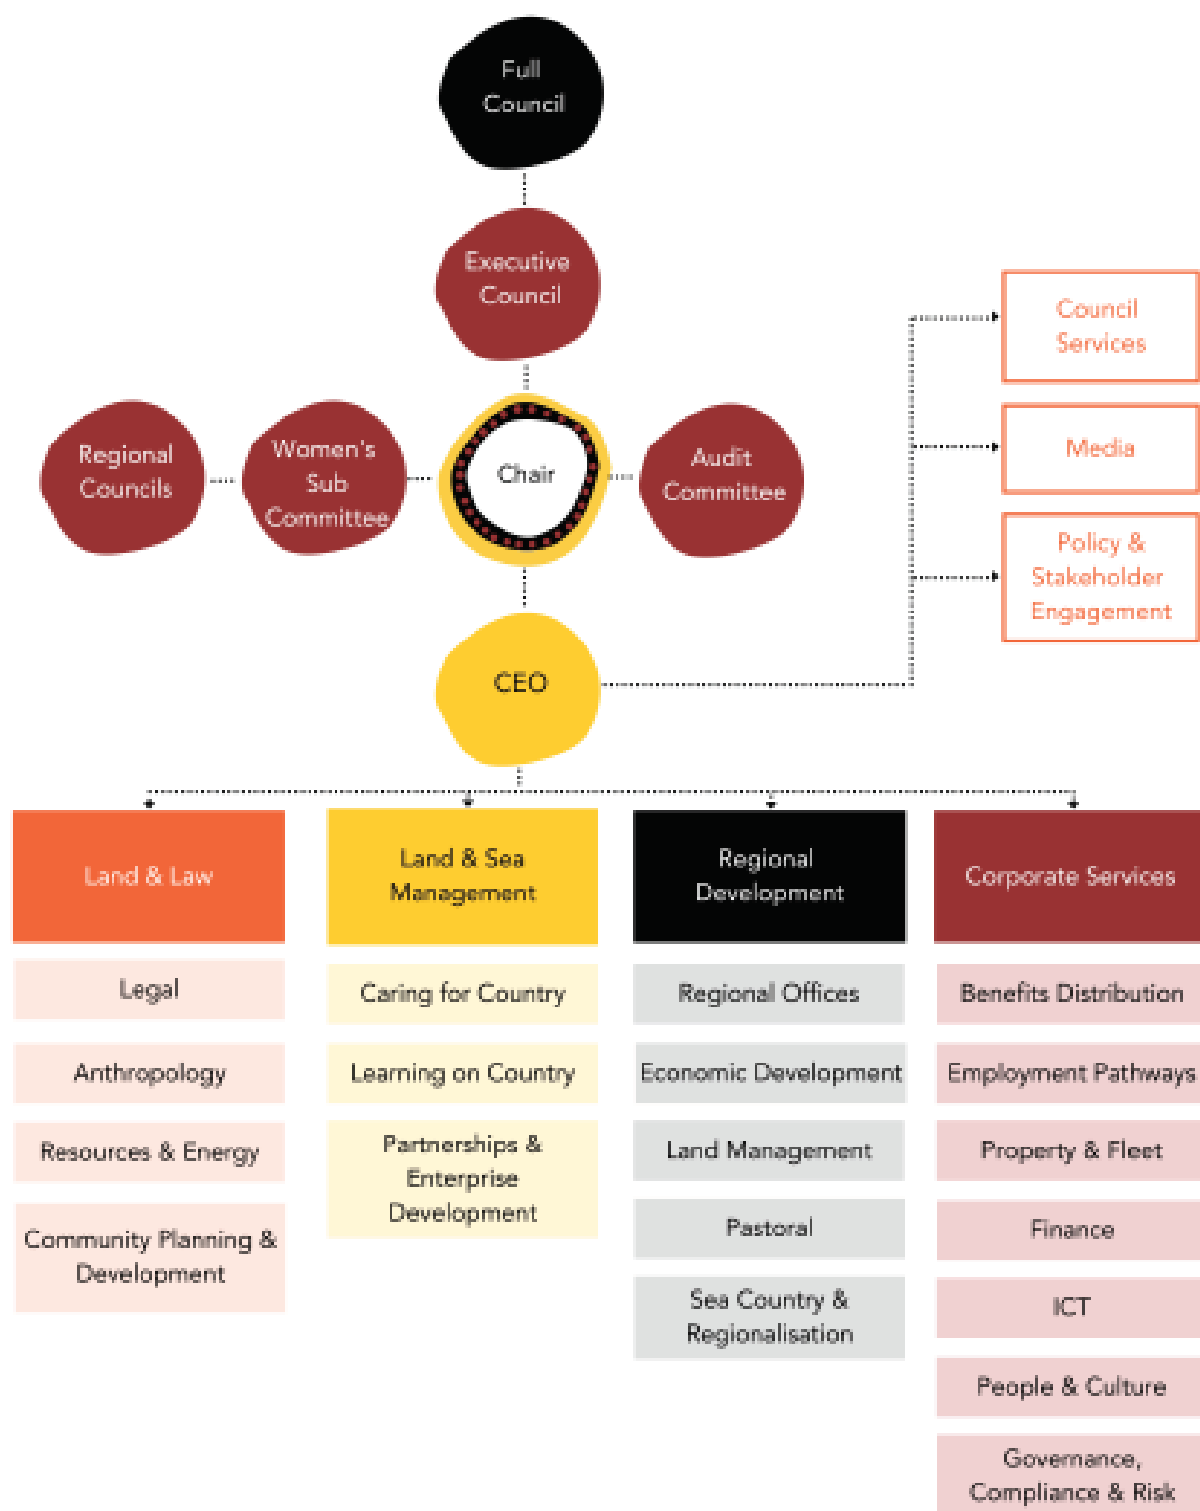 Full
Council
Executive
Council
Council
Services
Regional
Councils
Women's
Sub
Committee
Chair
Audit
Committee
Media
Policy &
Stakeholder
Engagement
CEO
Land & Law
Land & Sea
Management
Regional
Development
Corporate Services
Legal
Anthropology
Resources & Energy
Community Planning &
Development
Caring for Country
Learning on Country
Partnerships &
Enterprise
Development
Regional Offices
Economic Development
Land Management
Pastoral
Sea Country &
Regionalisation
Benefits Distribution
Employment Pathways
Property & Fleet
Finance
ICT
People & Culture
Governance,
Compliance & Risk